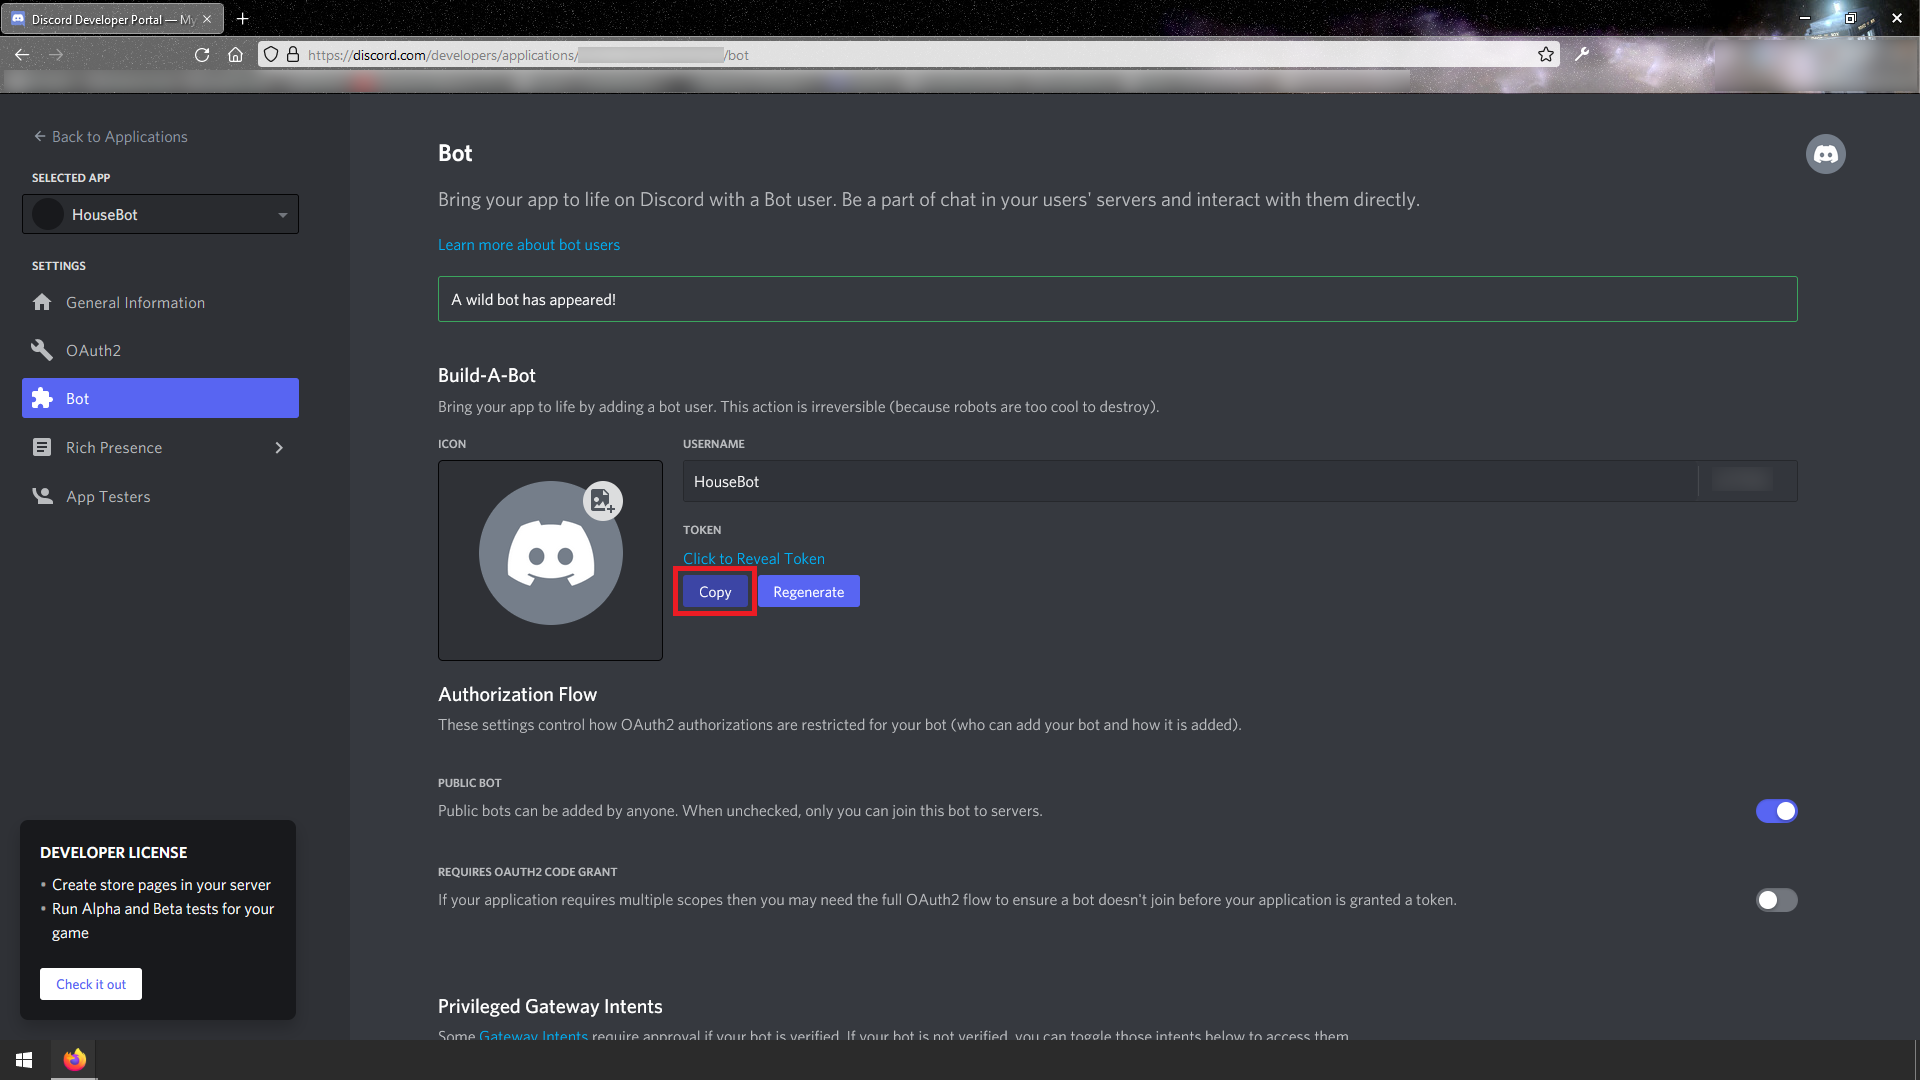 Discord Developer Portal — My
https://discord.com/developers/applications/ /bot
Back to Applications
SELECTED APP
HouseBot
SETTINGS
General Information
OAuth2
Bot
Rich Presence
App Testers
DEVELOPER LICENSE
• Create store pages in your server
• Run Alpha and Beta tests for your
game
Check it out
Bot
Bring your app to life on Discord with a Bot user. Be a part of chat in your users' servers and interact with them directly.
Learn more about bot users
A wild bot has appeared!
Build-A-Bot
Bring your app to life by adding a bot user. This action is irreversible (because robots are too cool to destroy).
ICON
USERNAME
HouseBot
TOKEN
Click to Reveal Token
Copy
Regenerate
Authorization Flow
These settings control how OAuth2 authorizations are restricted for your bot (who can add your bot and how it is added).
PUBLIC BOT
Public bots can be added by anyone. When unchecked, only you can join this bot to servers.
REQUIRES OAUTH2 CODE GRANT
If your application requires multiple scopes then you may need the full OAuth2 flow to ensure a bot doesn't join before your application is granted a token.
Privileged Gateway Intents
Some Gateway Intents require approval if your bot is verified. If your bot is not verified, you can toggle those intents below to access them.